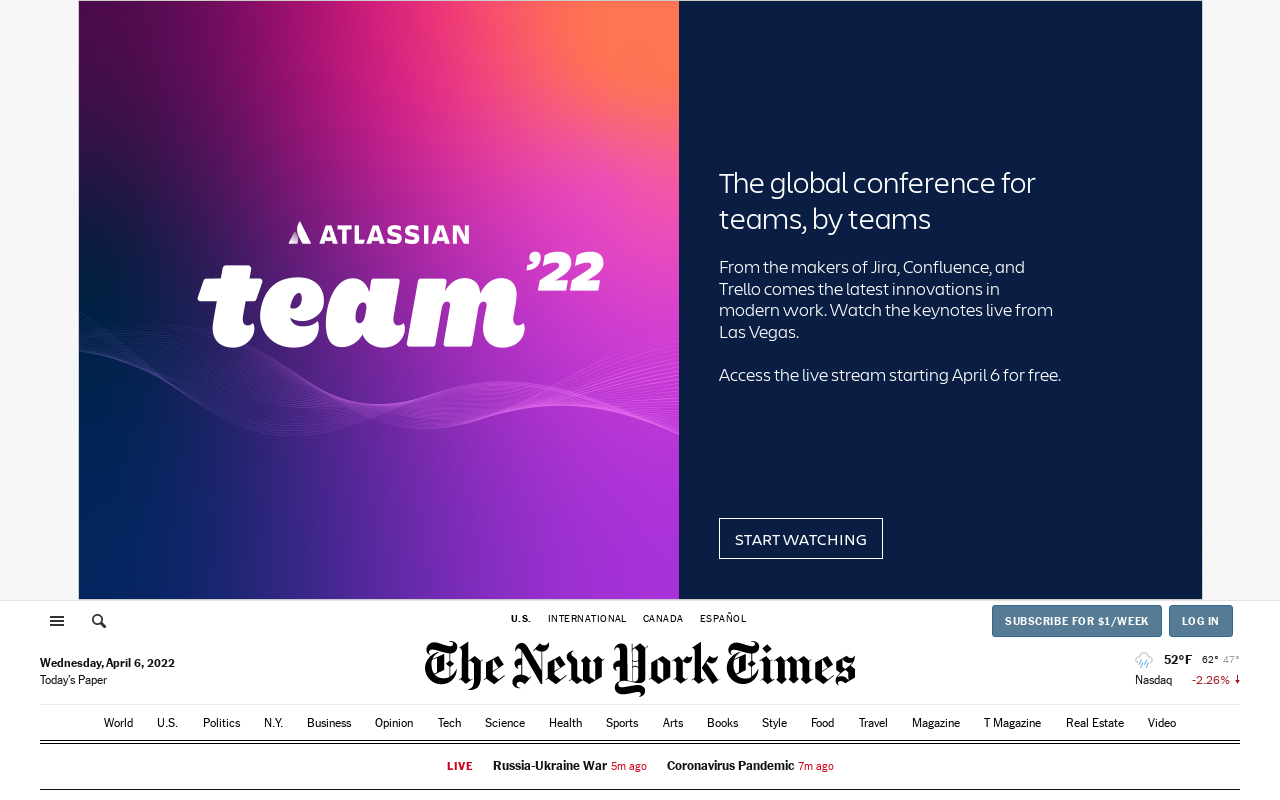 ATLASSIAN
team '22
The global conference for
teams, by teams
From the makers of Jira, Confluence, and
Trello comes the latest innovations in
modern work. Watch the keynotes live from
Las Vegas.
Access the live stream starting April 6 for free.
START WATCHING
U.S. INTERNATIONAL CANADA ESPAÑOL
SUBSCRIBE FOR $1/WEEK LOG IN
The New York Times
Wednesday, April 6, 2022
Today's Paper
52°F 62° 47°
Nasdaq -2.26%
World U.S. Politics N.Y. Business Opinion Tech Science Health Sports Arts Books Style Food Travel Magazine T Magazine Real Estate Video
LIVE Russia-Ukraine War 5m ago Coronavirus Pandemic 7m ago